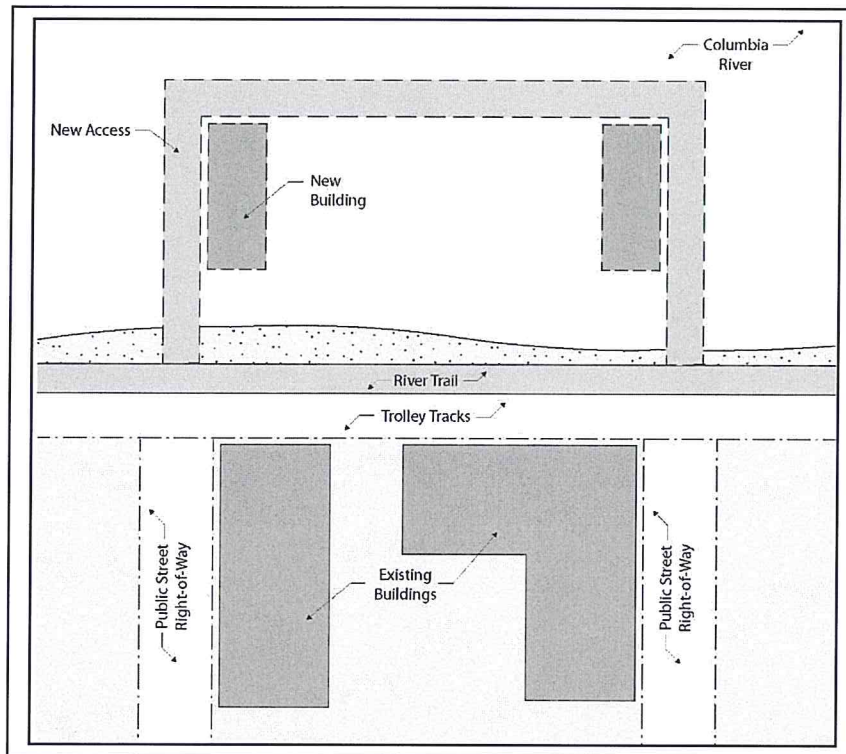 Columbia
River
New Access
New
Building
River Trail
Trolley Tracks
Public Street
Right-of-Way
Existing
Buildings
Public Street
Right-of-Way